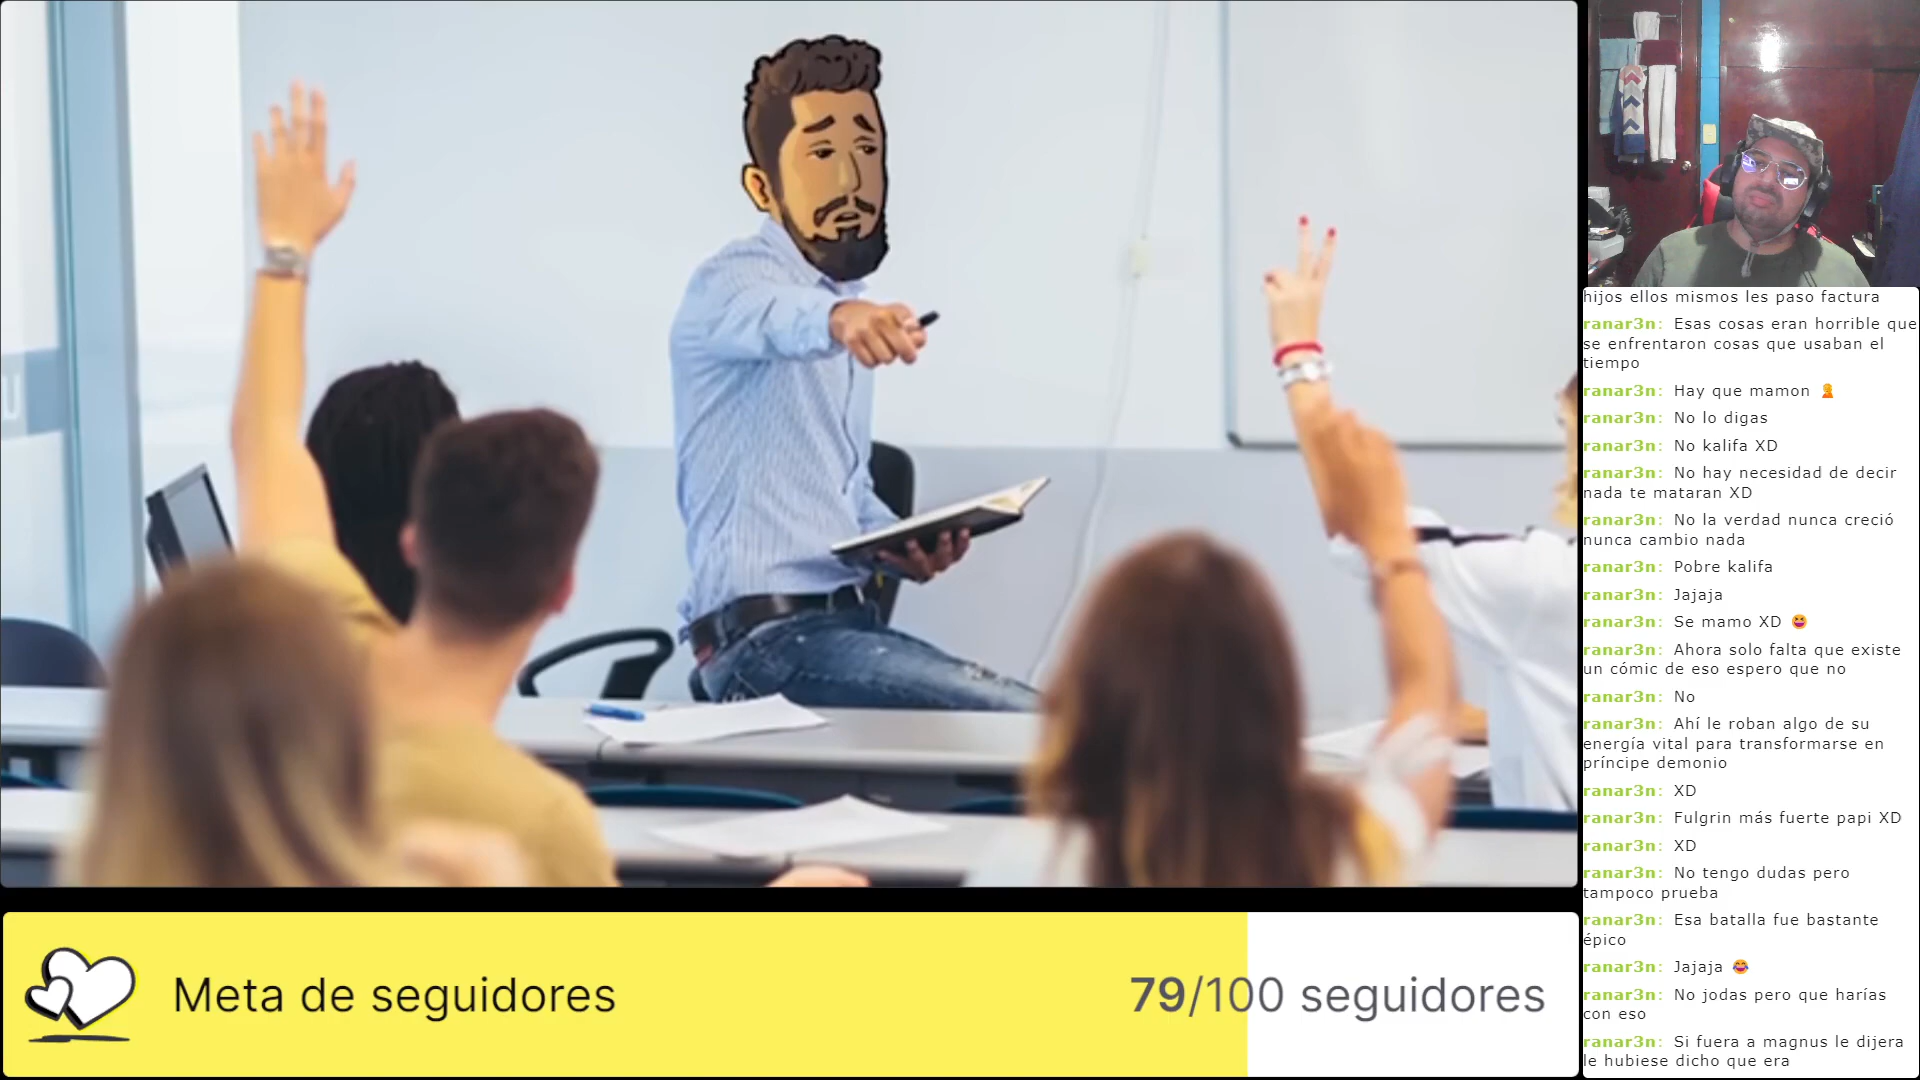 hijos ellos mismos les paso factura
ranar3n: Esas cosas eran horrible que
se enfrentaron cosas que usaban el
tiempo
ranar3n: Hay que mamon 🤦
ranar3n: No lo digas
ranar3n: No kalifa XD
ranar3n: No hay necesidad de decir
nada te mataran XD
ranar3n: No la verdad nunca creció
nunca cambio nada
ranar3n: Pobre kalifa
ranar3n: Jajaja
ranar3n: Se mamo XD 😆
ranar3n: Ahora solo falta que existe
un cómic de eso espero que no
ranar3n: No
ranar3n: Ahí le roban algo de su
energía vital para transformarse en
príncipe demonio
ranar3n: XD
ranar3n: Fulgrin más fuerte papi XD
ranar3n: XD
ranar3n: No tengo dudas pero
tampoco prueba
ranar3n: Esa batalla fue bastante
épico
ranar3n: Jajaja 😂
ranar3n: No jodas pero que harías
con eso
ranar3n: Si fuera a magnus le dijera
le hubiese dicho que era
Meta de seguidores
79/100 seguidores